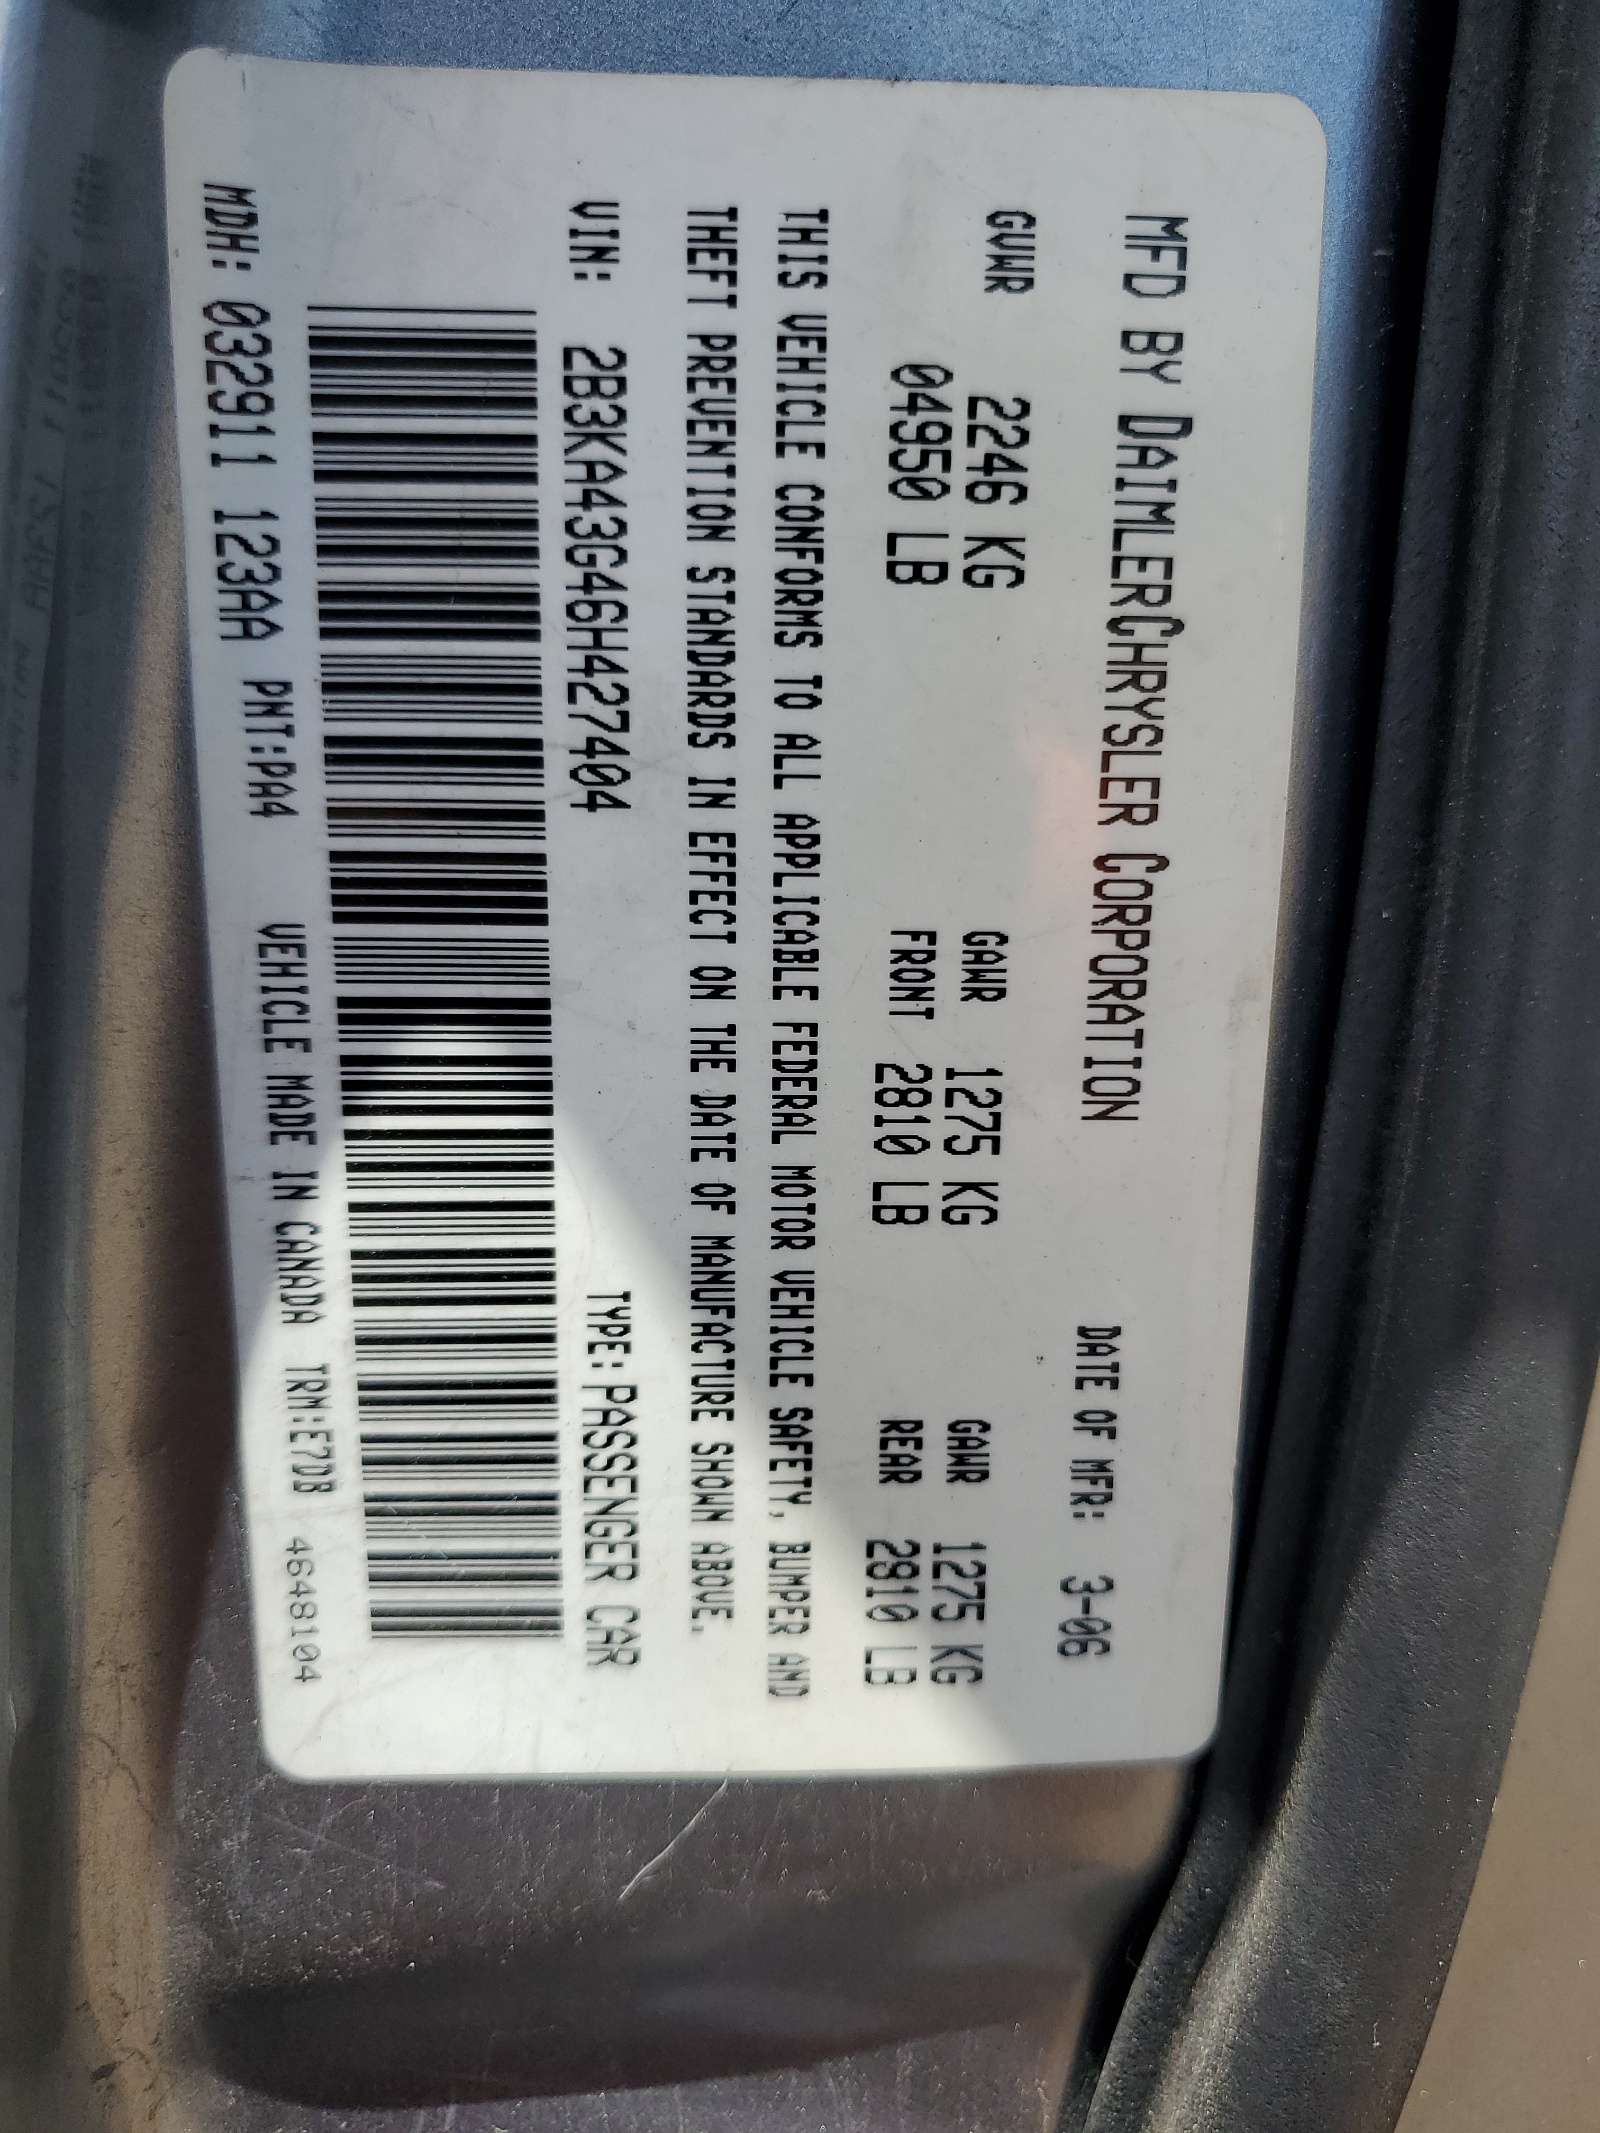 MFD BY DAIMLERCHRYSLER CORPORATION DATE OF MFR: 3-06
GVWR 2246 KG GAWR 1275 KG GAWR 1275 KG
04950 LB FRONT 2810 LB REAR 2810 LB
THIS VEHICLE CONFORMS TO ALL APPLICABLE FEDERAL MOTOR VEHICLE SAFETY, BUMPER AND
THEFT PREVENTION STANDARDS IN EFFECT ON THE DATE OF MANUFACTURE SHOWN ABOVE.
VIN: 2B3KA43G46H427404 TYPE: PASSENGER CAR
MDH: 032911 123AA PNT:PA4 VEHICLE MADE IN CANADA TRM:E7DB 4648104